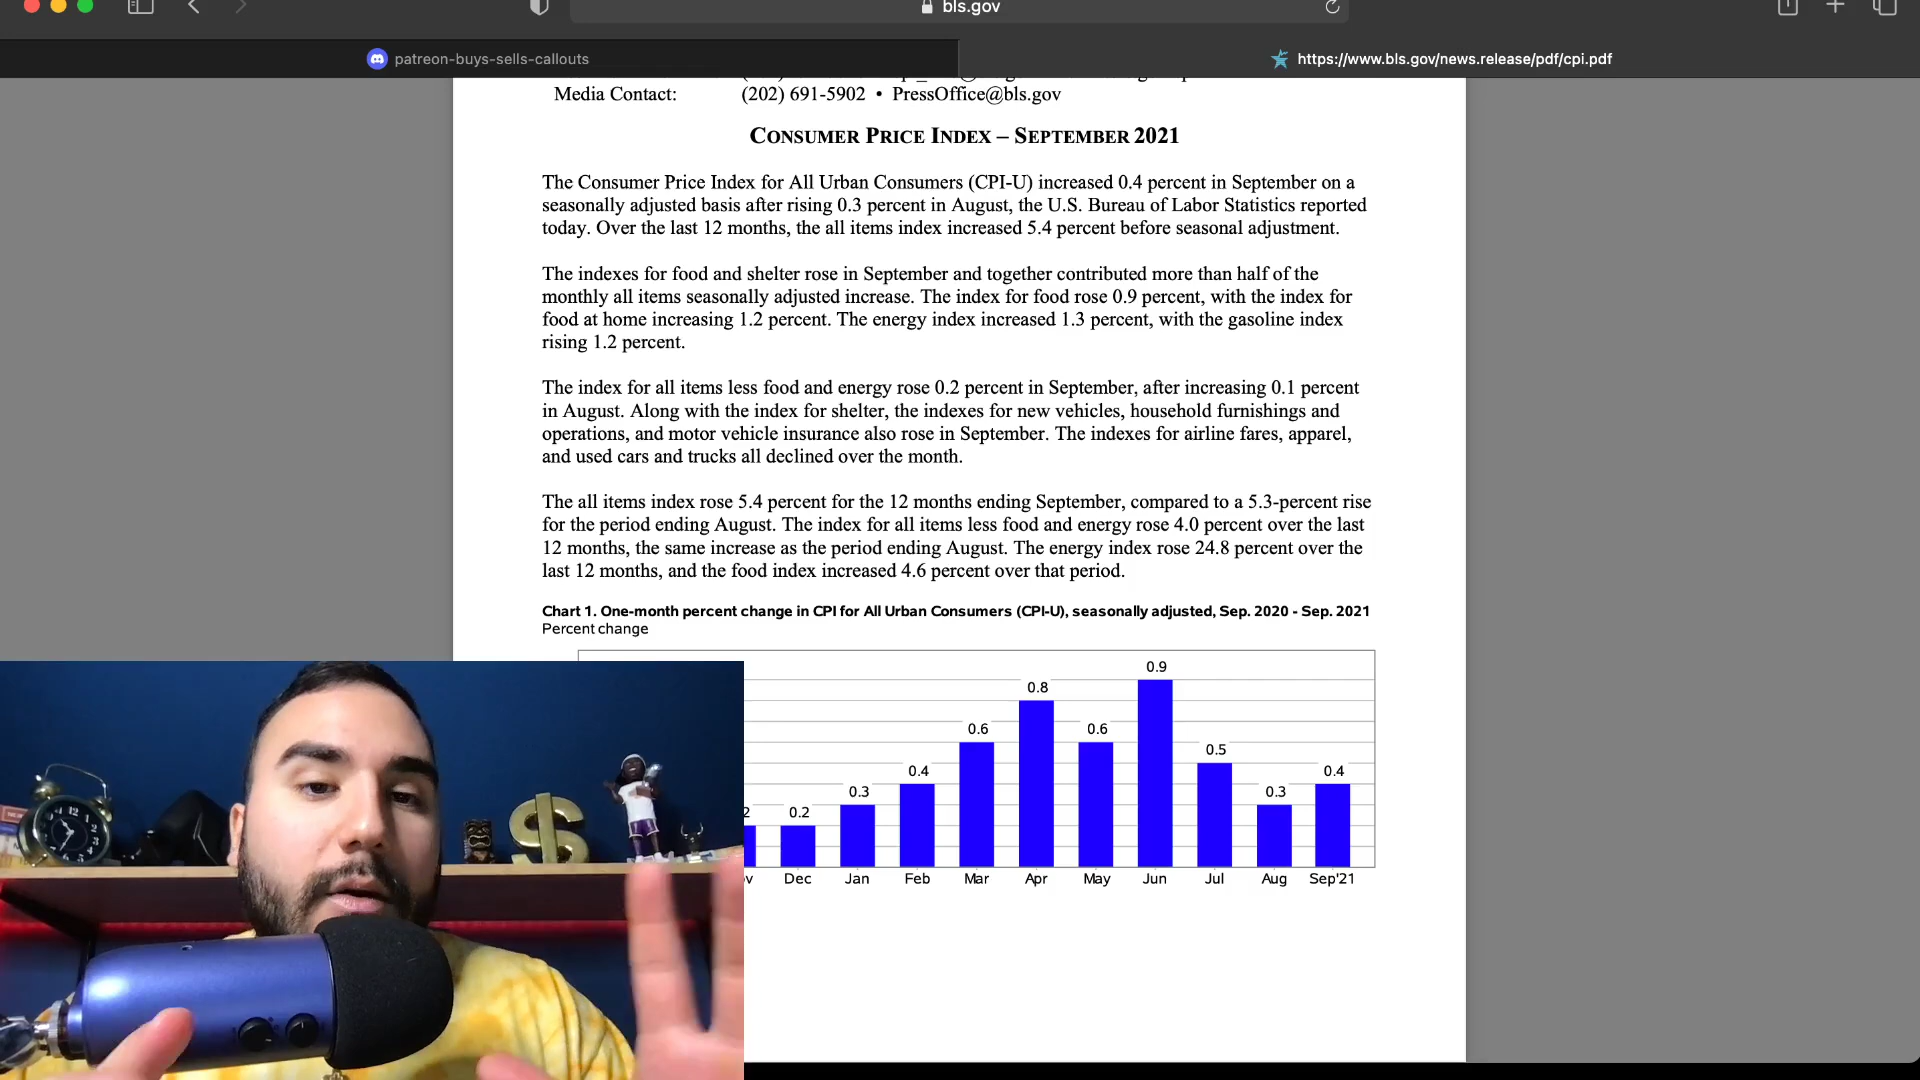 bls.gov
patreon-buys-sells-callouts
https://www.bls.gov/news.release/pdf/cpi.pdf
Media Contact: (202) 691-5902 • PressOffice@bls.gov
CONSUMER PRICE INDEX – SEPTEMBER 2021
The Consumer Price Index for All Urban Consumers (CPI-U) increased 0.4 percent in September on a
seasonally adjusted basis after rising 0.3 percent in August, the U.S. Bureau of Labor Statistics reported
today. Over the last 12 months, the all items index increased 5.4 percent before seasonal adjustment.
The indexes for food and shelter rose in September and together contributed more than half of the
monthly all items seasonally adjusted increase. The index for food rose 0.9 percent, with the index for
food at home increasing 1.2 percent. The energy index increased 1.3 percent, with the gasoline index
rising 1.2 percent.
The index for all items less food and energy rose 0.2 percent in September, after increasing 0.1 percent
in August. Along with the index for shelter, the indexes for new vehicles, household furnishings and
operations, and motor vehicle insurance also rose in September. The indexes for airline fares, apparel,
and used cars and trucks all declined over the month.
The all items index rose 5.4 percent for the 12 months ending September, compared to a 5.3-percent rise
for the period ending August. The index for all items less food and energy rose 4.0 percent over the last
12 months, the same increase as the period ending August. The energy index rose 24.8 percent over the
last 12 months, and the food index increased 4.6 percent over that period.
Chart 1. One-month percent change in CPI for All Urban Consumers (CPI-U), seasonally adjusted, Sep. 2020 - Sep. 2021
Percent change
0.9
0.8
0.6 0.6
0.5
0.4 0.4
0.3 0.3
2 0.2
v Dec Jan Feb Mar Apr May Jun Jul Aug Sep'21